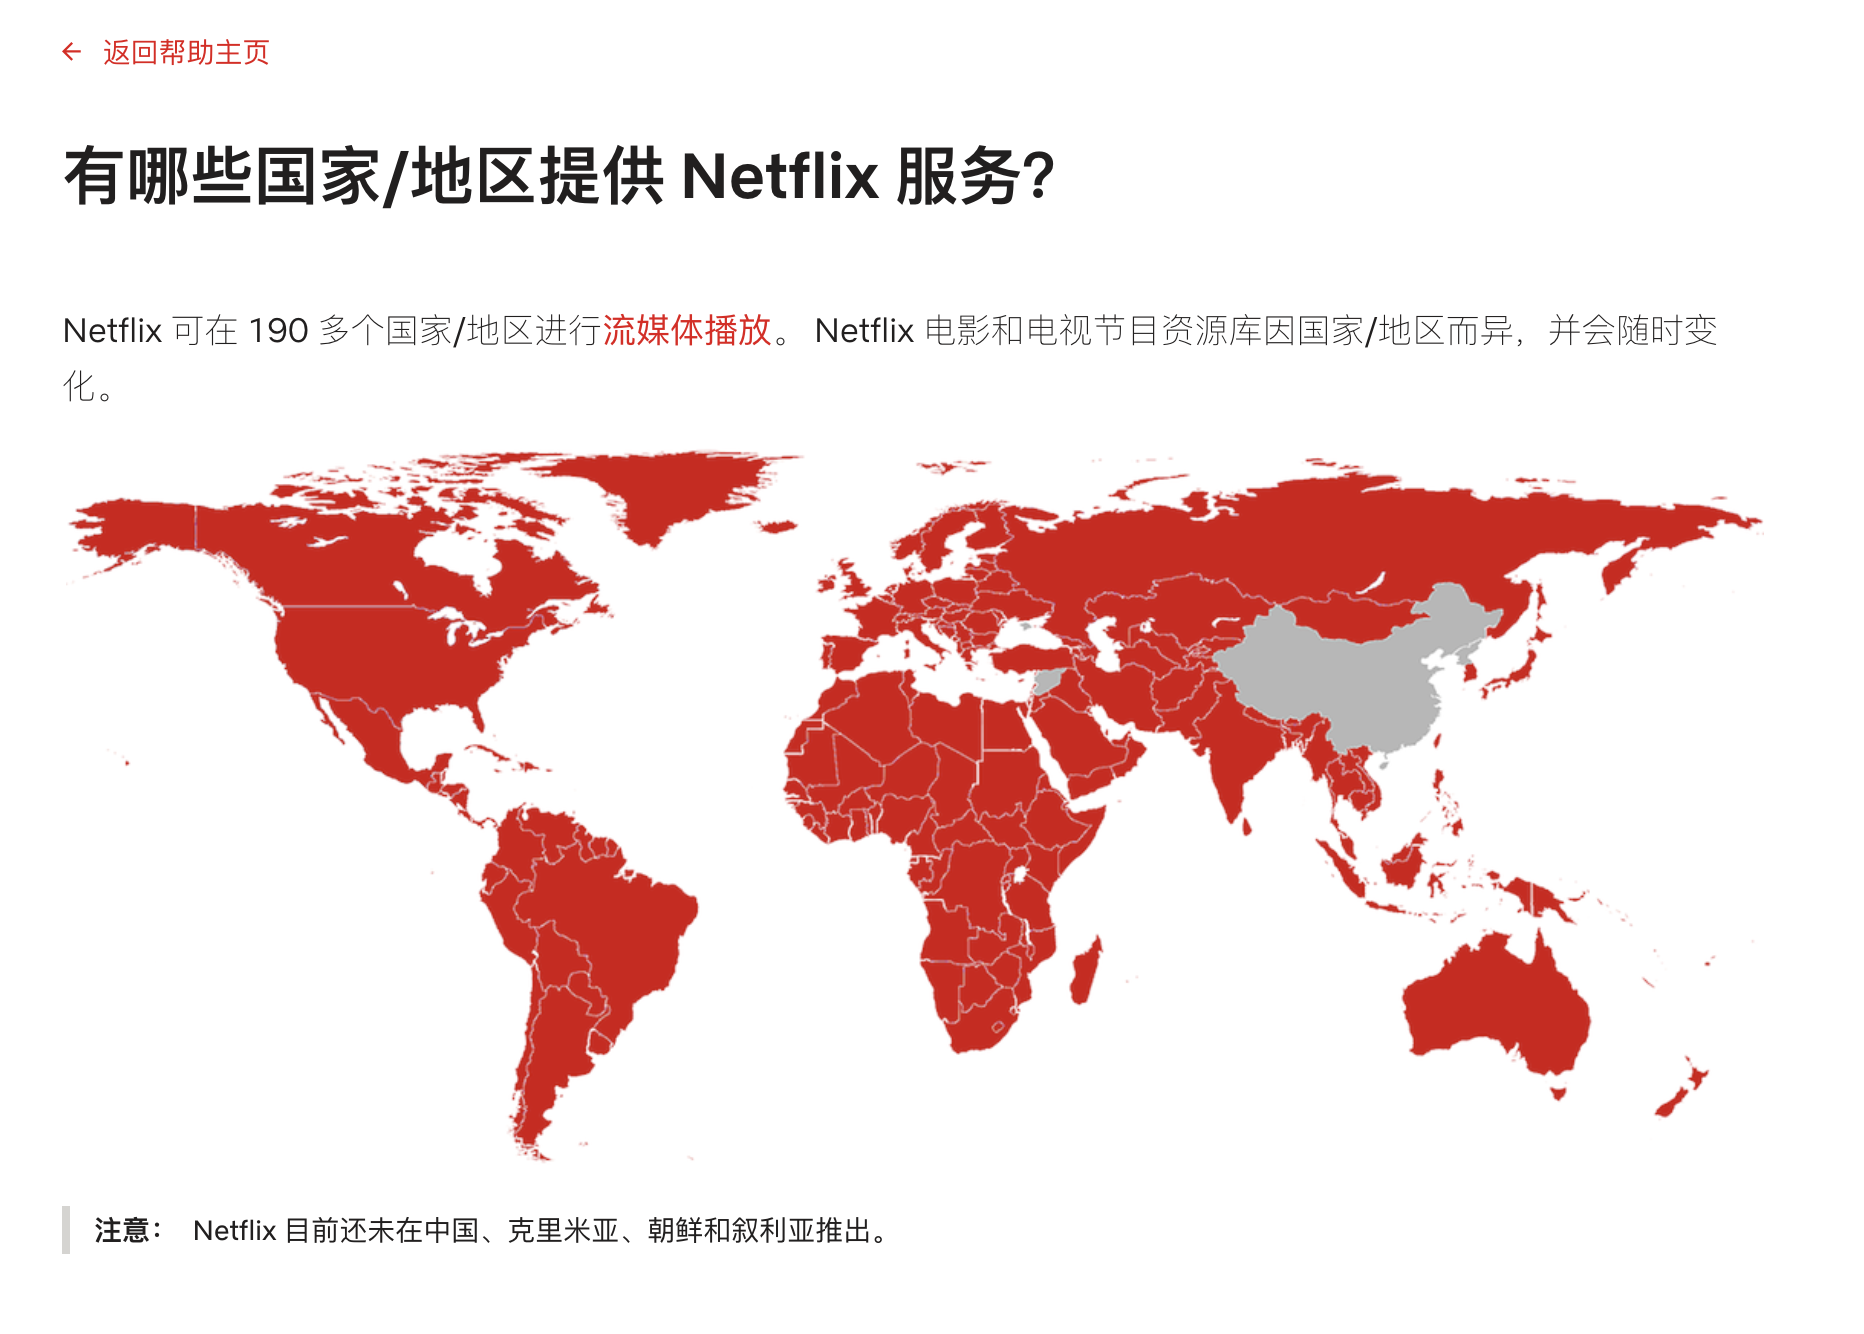 ← 返回帮助主页
有哪些国家/地区提供 Netflix 服务?
Netflix 可在 190 多个国家/地区进行流媒体播放。 Netflix 电影和电视节目资源库因国家/地区而异，并会随时变
化。
注意： Netflix 目前还未在中国、克里米亚、朝鲜和叙利亚推出。